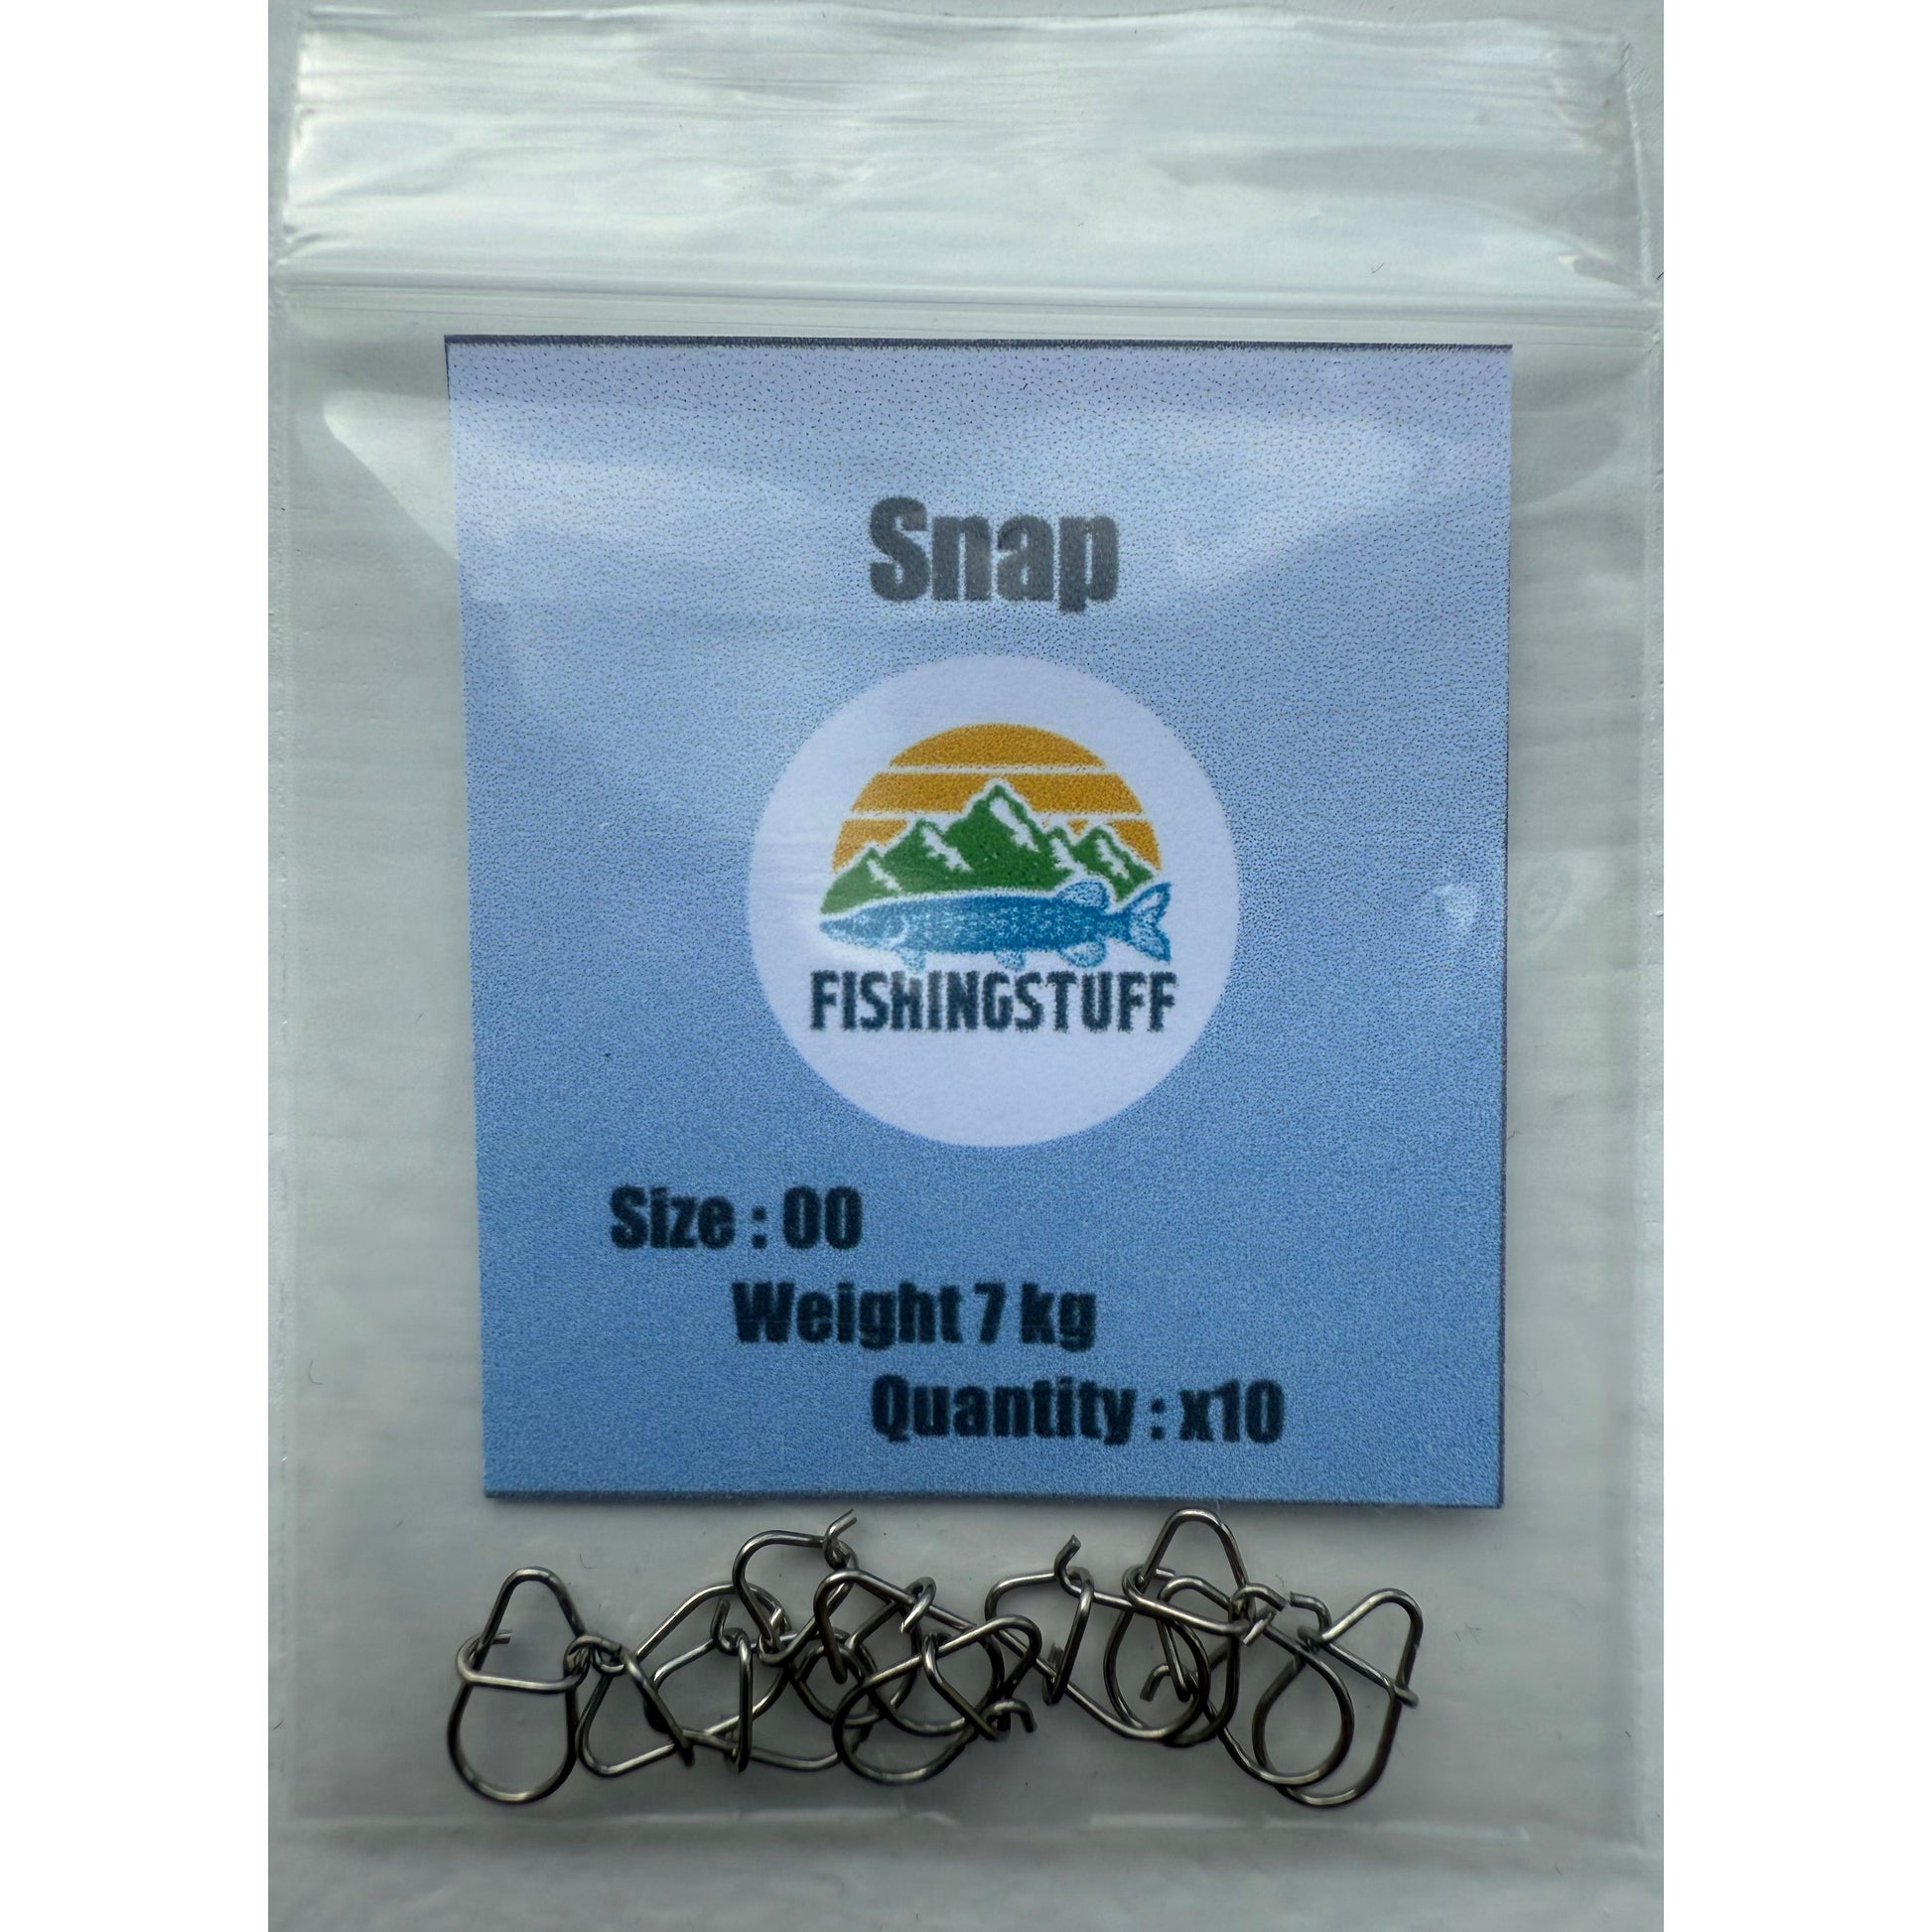 Snap
FISHINGSTUFF
Size : 00
Weight 7 kg
Quantity : x10